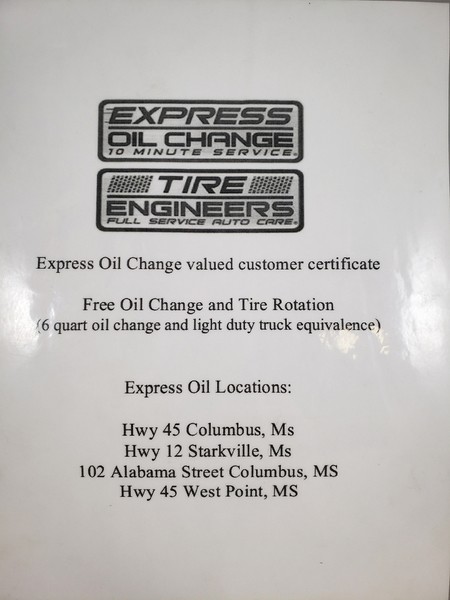 EXPRESS
OIL CHANGE
10 MINUTE SERVICE®
TIRE
ENGINEERS
FULL SERVICE AUTO CARE®
Express Oil Change valued customer certificate
Free Oil Change and Tire Rotation
(6 quart oil change and light duty truck equivalence)
Express Oil Locations:
Hwy 45 Columbus, Ms
Hwy 12 Starkville, Ms
102 Alabama Street Columbus, MS
Hwy 45 West Point, MS